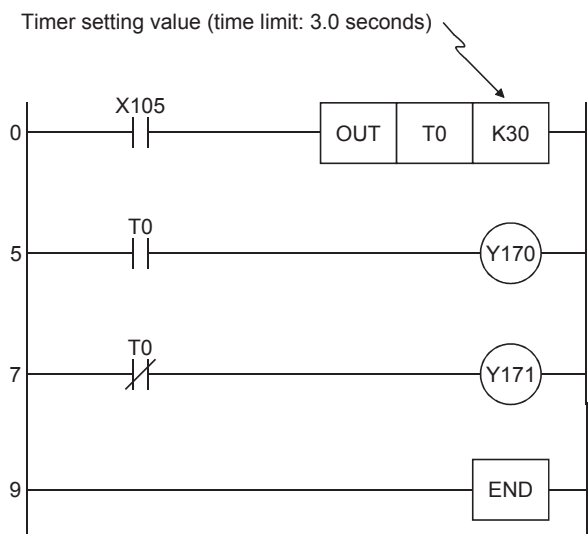 Timer setting value (time limit: 3.0 seconds)
X105
0 OUT T0 K30
T0
5 Y170
T0
7 Y171
9 END